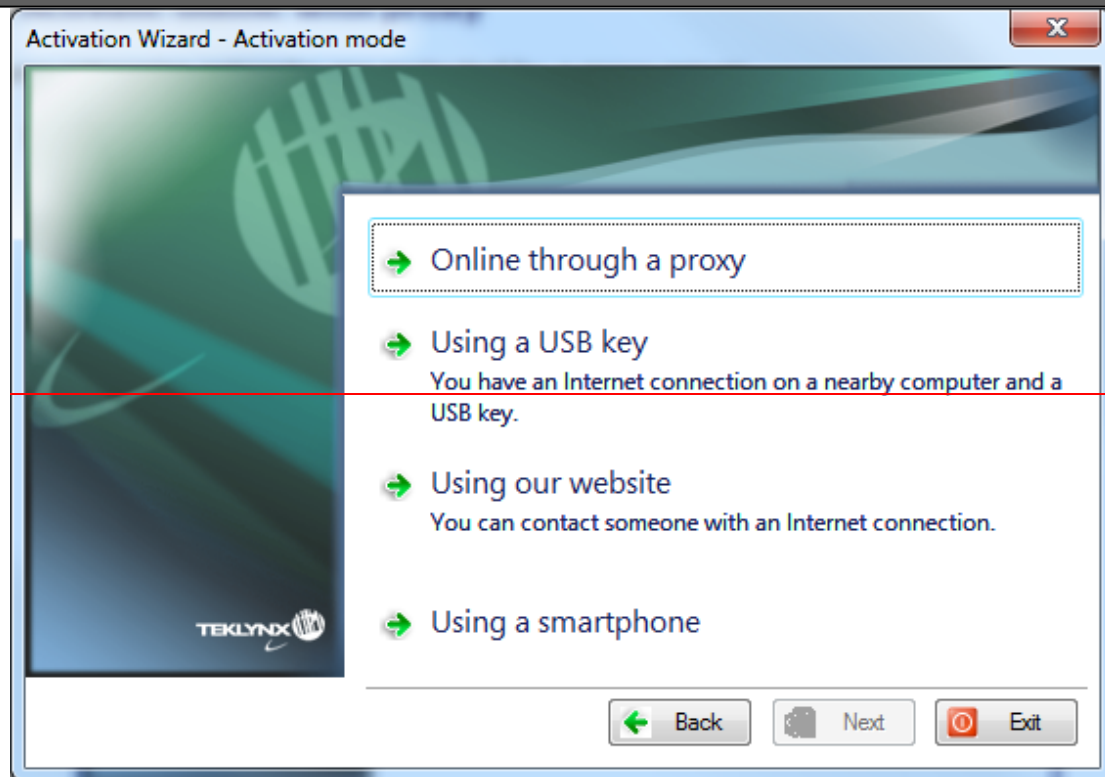 Activation Wizard - Activation mode
Online through a proxy
Using a USB key
You have an Internet connection on a nearby computer and a
USB key.
Using our website
You can contact someone with an Internet connection.
Using a smartphone
TEKLYNX
Back
Next
Exit